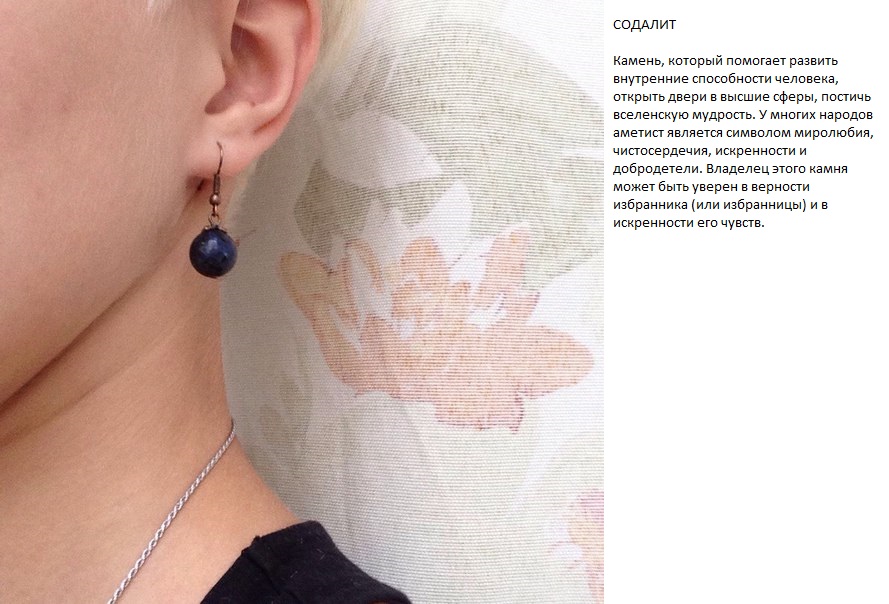 СОДАЛИТ
Камень, который помогает развить
внутренние способности человека,
открыть двери в высшие сферы, постичь
вселенскую мудрость. У многих народов
аметист является символом миролюбия,
чистосердечия, искренности и
добродетели. Владелец этого камня
может быть уверен в верности
избранника (или избранницы) и в
искренности его чувств.